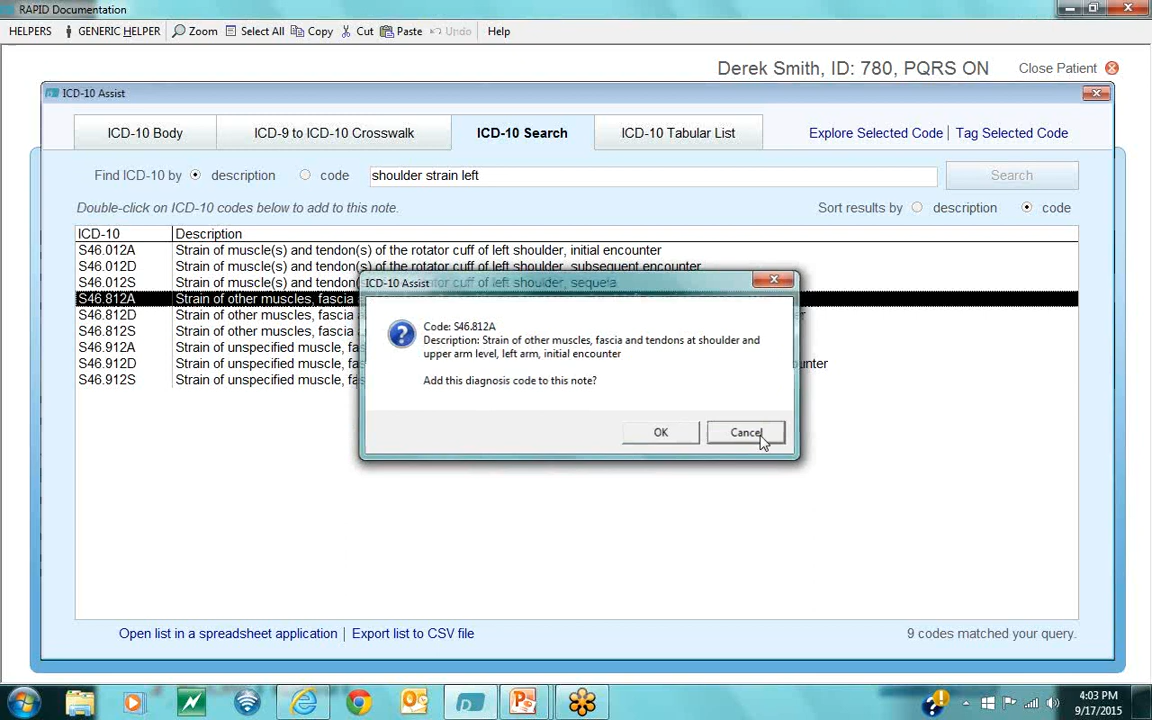 RAPID Documentation
HELPERS GENERIC HELPER Zoom Select All Copy Cut Paste Undo Help
Derek Smith, ID: 780, PQRS ON Close Patient
ICD-10 Assist
ICD-10 Body ICD-9 to ICD-10 Crosswalk ICD-10 Search ICD-10 Tabular List Explore Selected Code | Tag Selected Code
Find ICD-10 by description code shoulder strain left Search
Double-click on ICD-10 codes below to add to this note. Sort results by description code
ICD-10 Description
S46.012A Strain of muscle(s) and tendon(s) of the rotator cuff of left shoulder, initial encounter
S46.012D Strain of muscle(s) and tendon(s) of the rotator cuff of left shoulder, subsequent encounter
S46.012S Strain of muscle(s) and tendon(s) of the rotator cuff of left shoulder, sequela
S46.812A Strain of other muscles, fascia
S46.812D Strain of other muscles, fascia
S46.812S Strain of other muscles, fascia
S46.912A Strain of unspecified muscle,
S46.912D Strain of unspecified muscle,
S46.912S Strain of unspecified muscle,
ICD-10 Assist
Code: S46.812A
Description: Strain of other muscles, fascia and tendons at shoulder and
upper arm level, left arm, initial encounter
Add this diagnosis code to this note?
OK Cancel
Open list in a spreadsheet application | Export list to CSV file 9 codes matched your query.
4:03 PM
9/17/2015